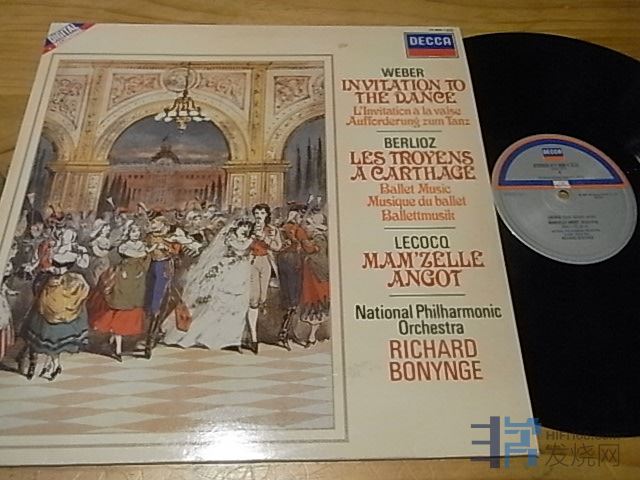 DIGITAL
DECCA
WEBER
INVITATION TO
THE DANCE
L'Invitation à la valse
Aufforderung zum Tanz
BERLIOZ
LES TROYENS
A CARTHAGE
Ballet Music
Musique du ballet
Ballettmusik
LECOCQ
MAM'ZELLE
ANGOT
National Philharmonic
Orchestra
RICHARD
BONYNGE
DECCA
发烧网